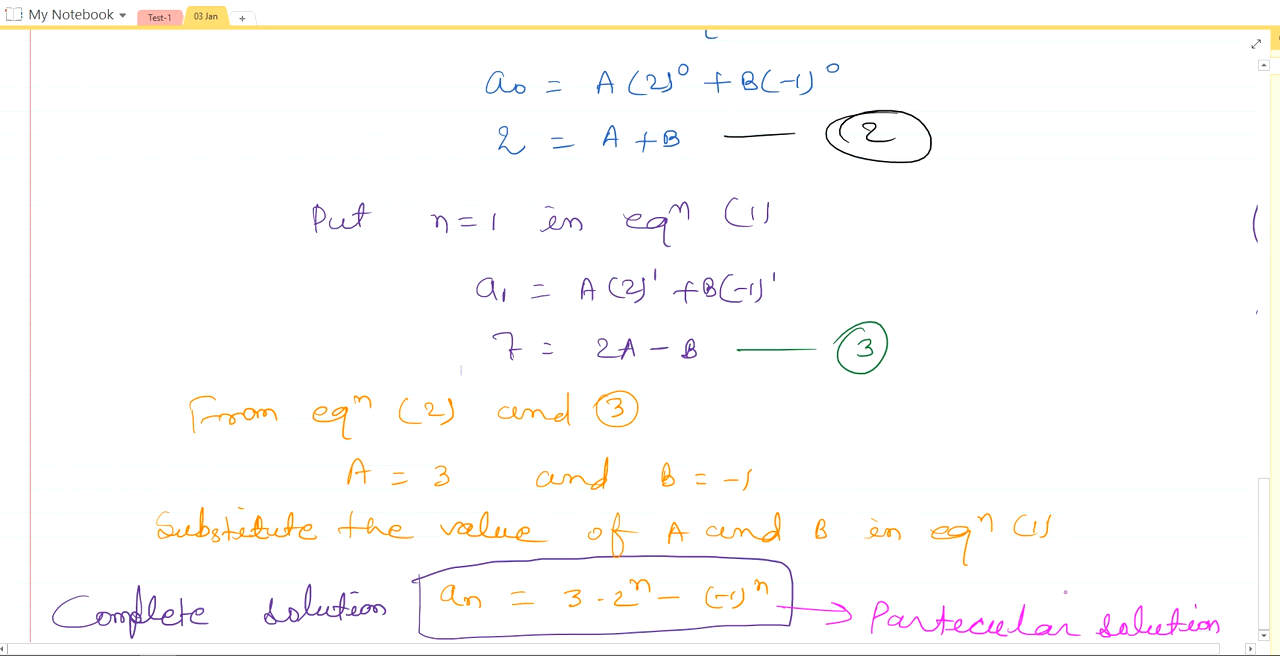 My Notebook Test-1 03 Jan +
a₀ = A(2)⁰ + B(-1)⁰
2 = A + B —— (2)
Put n=1 in eqⁿ (1)
a₁ = A(2)¹ + B(-1)¹
7 = 2A - B —— (3)
From eqⁿ (2) and (3)
A = 3 and B = -1
Substitute the value of A and B in eqⁿ (1)
Complete solution aₙ = 3·2ⁿ - (-1)ⁿ → Particular solution